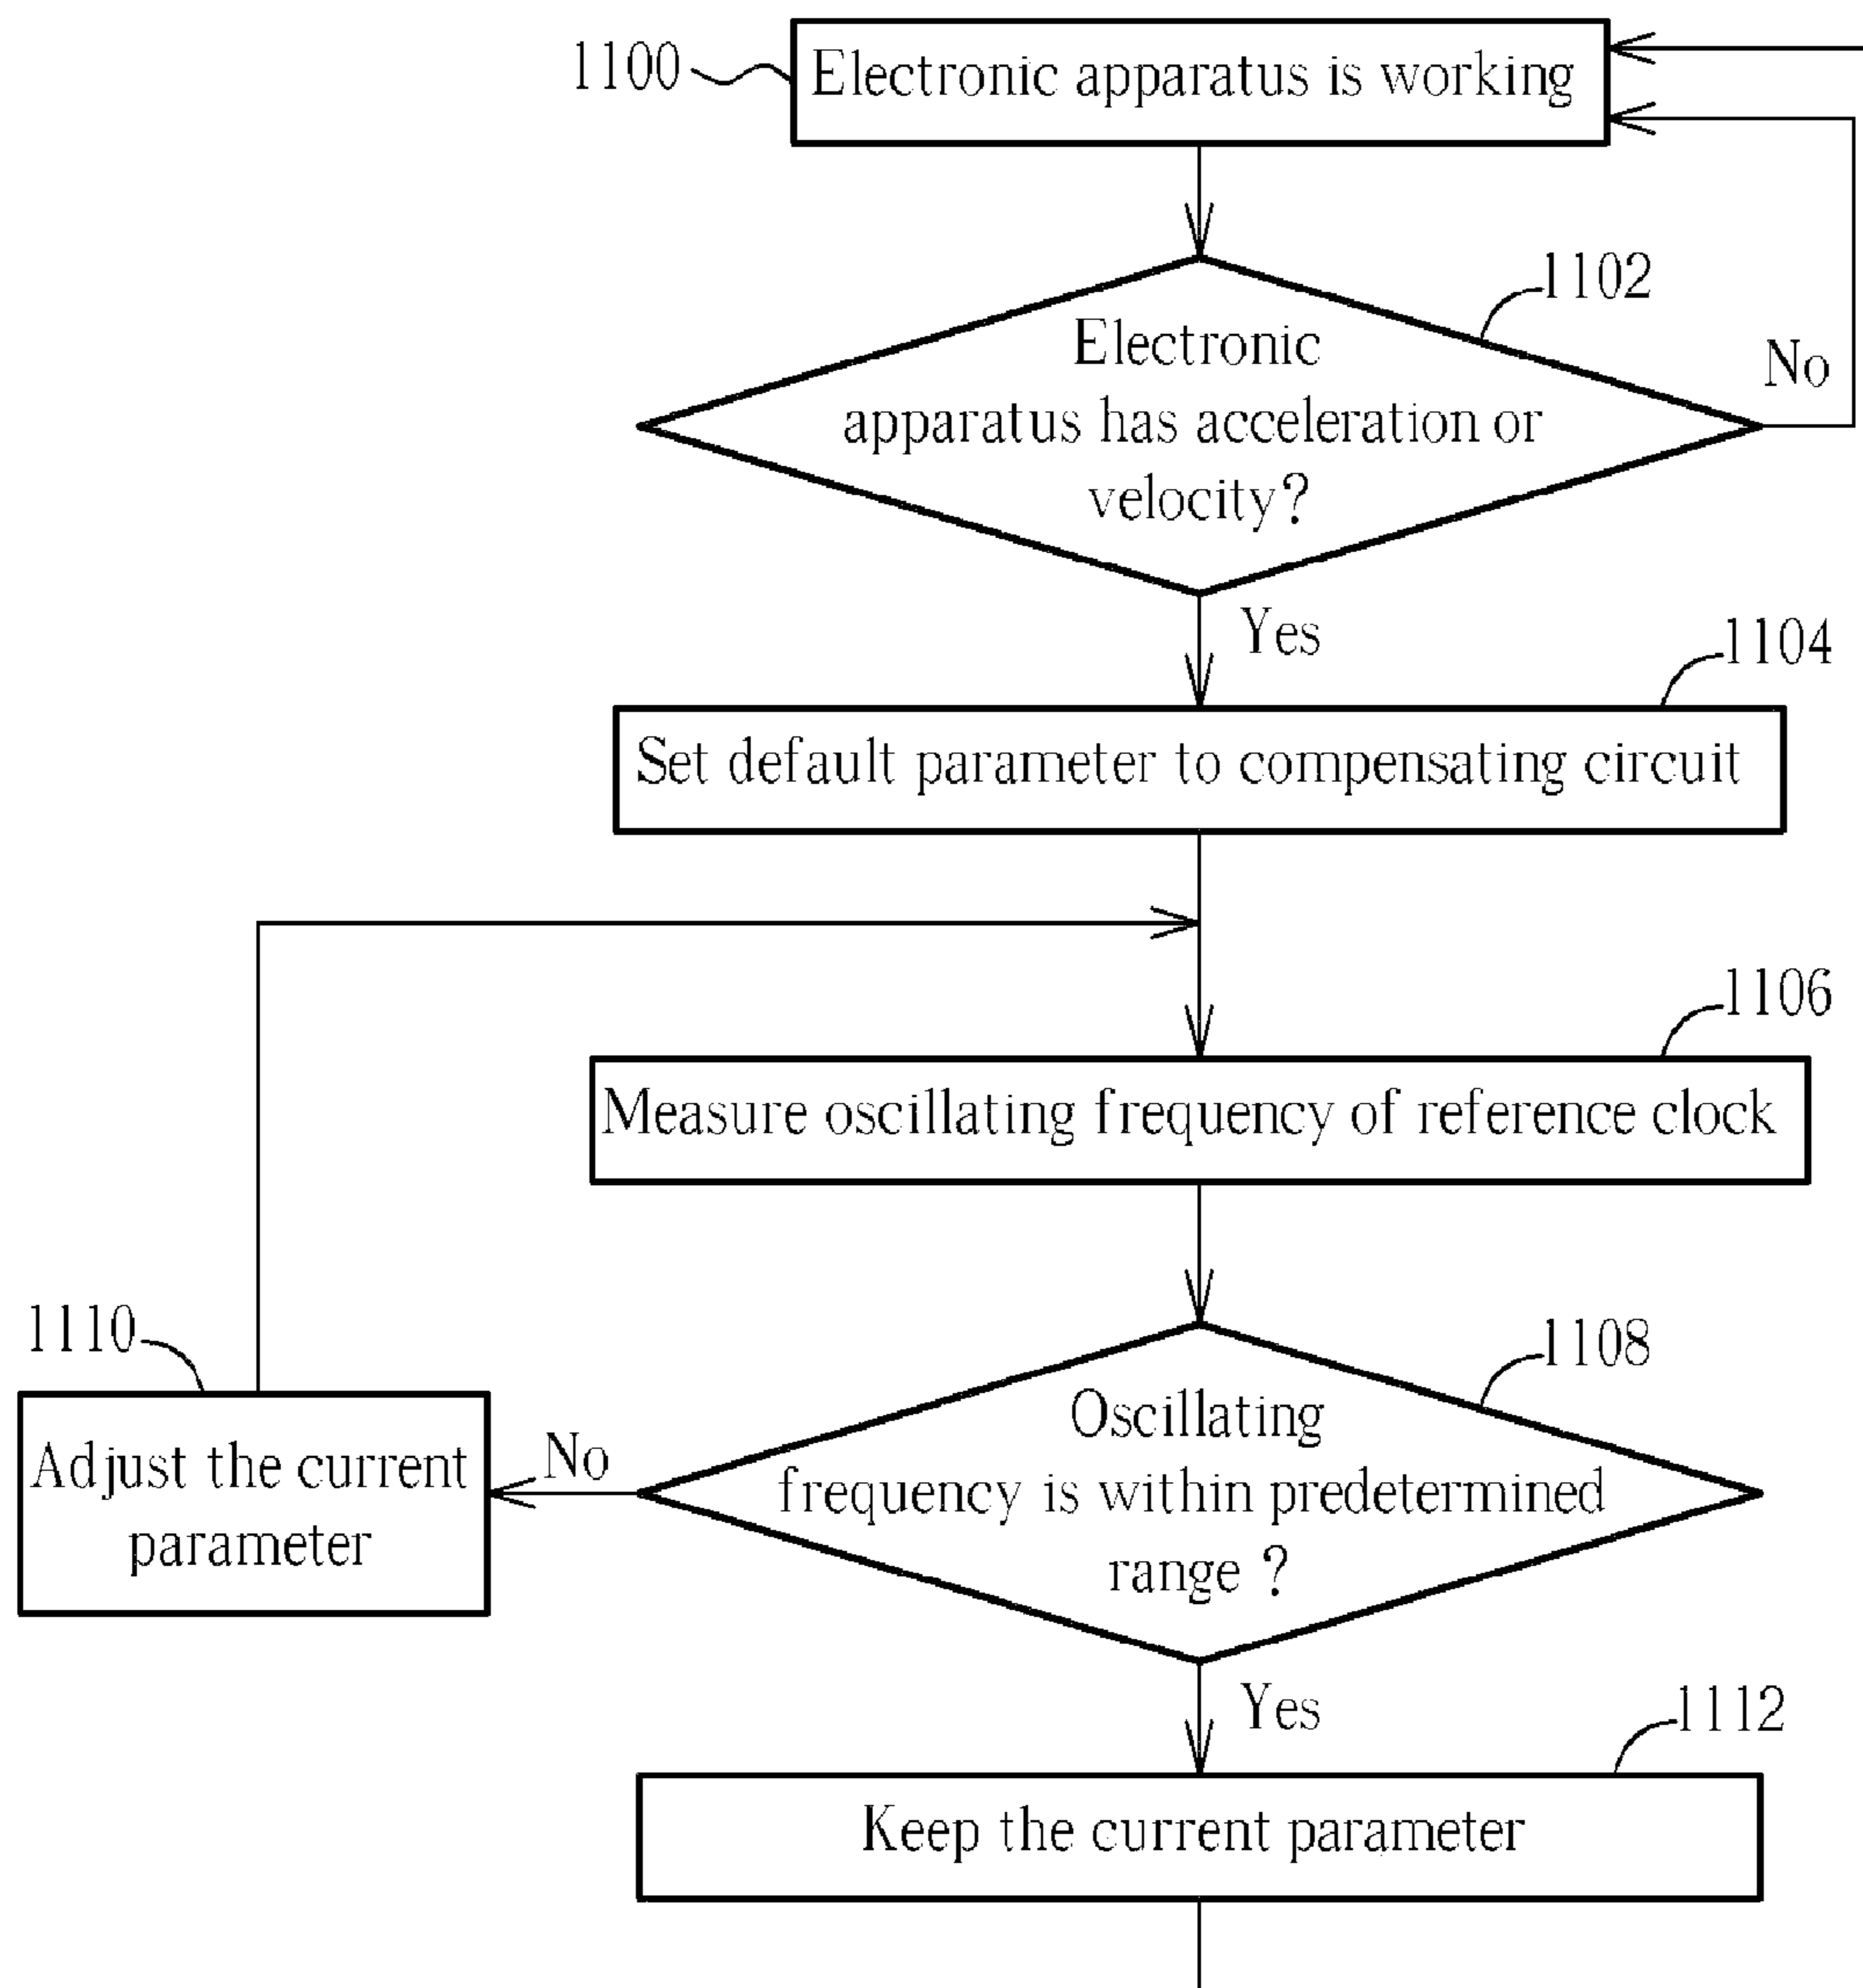 1100
Electronic apparatus is working
1102
Electronic
apparatus has acceleration or
velocity?
No
Yes
1104
Set default parameter to compensating circuit
1106
Measure oscillating frequency of reference clock
1108
Oscillating
frequency is within predetermined
range ?
No
1110
Adjust the current
parameter
Yes
1112
Keep the current parameter